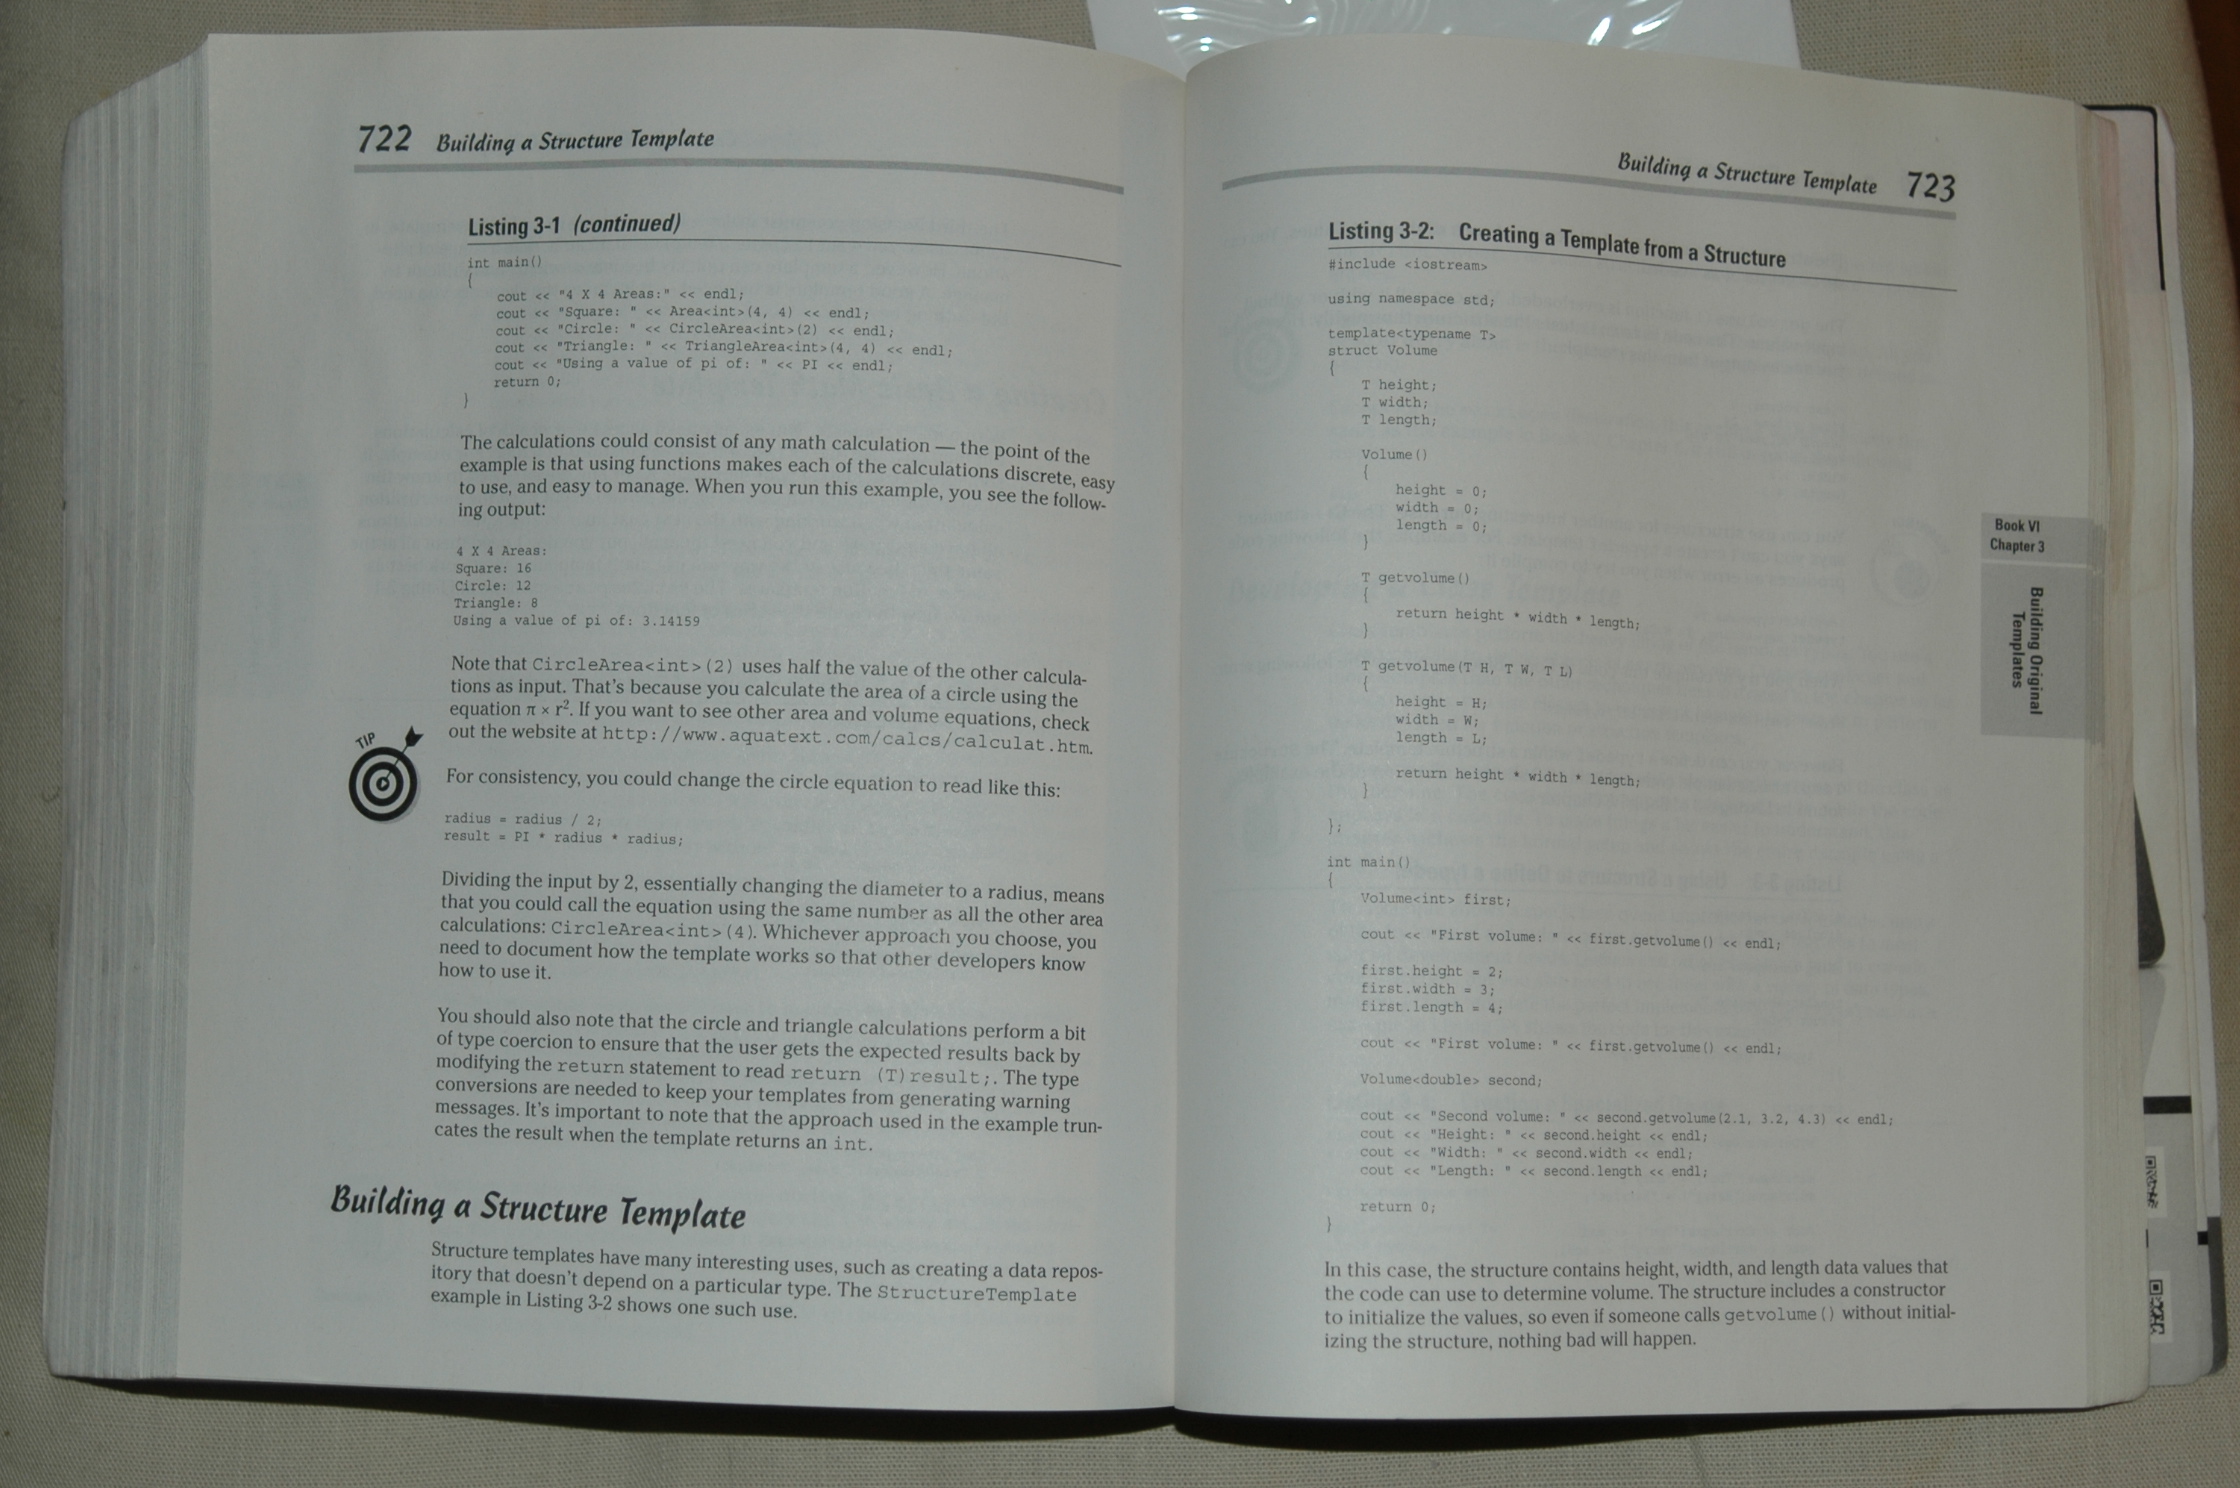 722 Building a Structure Template
Listing 3-1 (continued)
int main()
{
    cout << "4 X 4 Areas:" << endl;
    cout << "Square: " << Area<int>(4, 4) << endl;
    cout << "Circle: " << CircleArea<int>(2) << endl;
    cout << "Triangle: " << TriangleArea<int>(4, 4) << endl;
    cout << "Using a value of pi of: " << PI << endl;
    return 0;
}
The calculations could consist of any math calculation — the point of the
example is that using functions makes each of the calculations discrete, easy
to use, and easy to manage. When you run this example, you see the follow-
ing output:
4 X 4 Areas:
Square: 16
Circle: 12
Triangle: 8
Using a value of pi of: 3.14159
Note that CircleArea<int>(2) uses half the value of the other calcula-
tions as input. That's because you calculate the area of a circle using the
equation π × r². If you want to see other area and volume equations, check
out the website at http://www.aquatext.com/calcs/calculat.htm.
TIP
For consistency, you could change the circle equation to read like this:
radius = radius / 2;
result = PI * radius * radius;
Dividing the input by 2, essentially changing the diameter to a radius, means
that you could call the equation using the same number as all the other area
calculations: CircleArea<int>(4). Whichever approach you choose, you
need to document how the template works so that other developers know
how to use it.
You should also note that the circle and triangle calculations perform a bit
of type coercion to ensure that the user gets the expected results back by
modifying the return statement to read return (T)result;. The type
conversions are needed to keep your templates from generating warning
messages. It's important to note that the approach used in the example trun-
cates the result when the template returns an int.
Building a Structure Template
Structure templates have many interesting uses, such as creating a data repos-
itory that doesn't depend on a particular type. The StructureTemplate
example in Listing 3-2 shows one such use.
Building a Structure Template 723
Listing 3-2: Creating a Template from a Structure
#include <iostream>
using namespace std;
template<typename T>
struct Volume
{
    T height;
    T width;
    T length;
    Volume()
    {
        height = 0;
        width = 0;
        length = 0;
    }
    T getvolume()
    {
        return height * width * length;
    }
    T getvolume(T H, T W, T L)
    {
        height = H;
        width = W;
        length = L;
        return height * width * length;
    }
};
int main()
{
    Volume<int> first;
    cout << "First volume: " << first.getvolume() << endl;
    first.height = 2;
    first.width = 3;
    first.length = 4;
    cout << "First volume: " << first.getvolume() << endl;
    Volume<double> second;
    cout << "Second volume: " << second.getvolume(2.1, 3.2, 4.3) << endl;
    cout << "Height: " << second.height << endl;
    cout << "Width: " << second.width << endl;
    cout << "Length: " << second.length << endl;
    return 0;
}
In this case, the structure contains height, width, and length data values that
the code can use to determine volume. The structure includes a constructor
to initialize the values, so even if someone calls getvolume() without initial-
izing the structure, nothing bad will happen.
Book VI
Chapter 3
Building Original
Templates